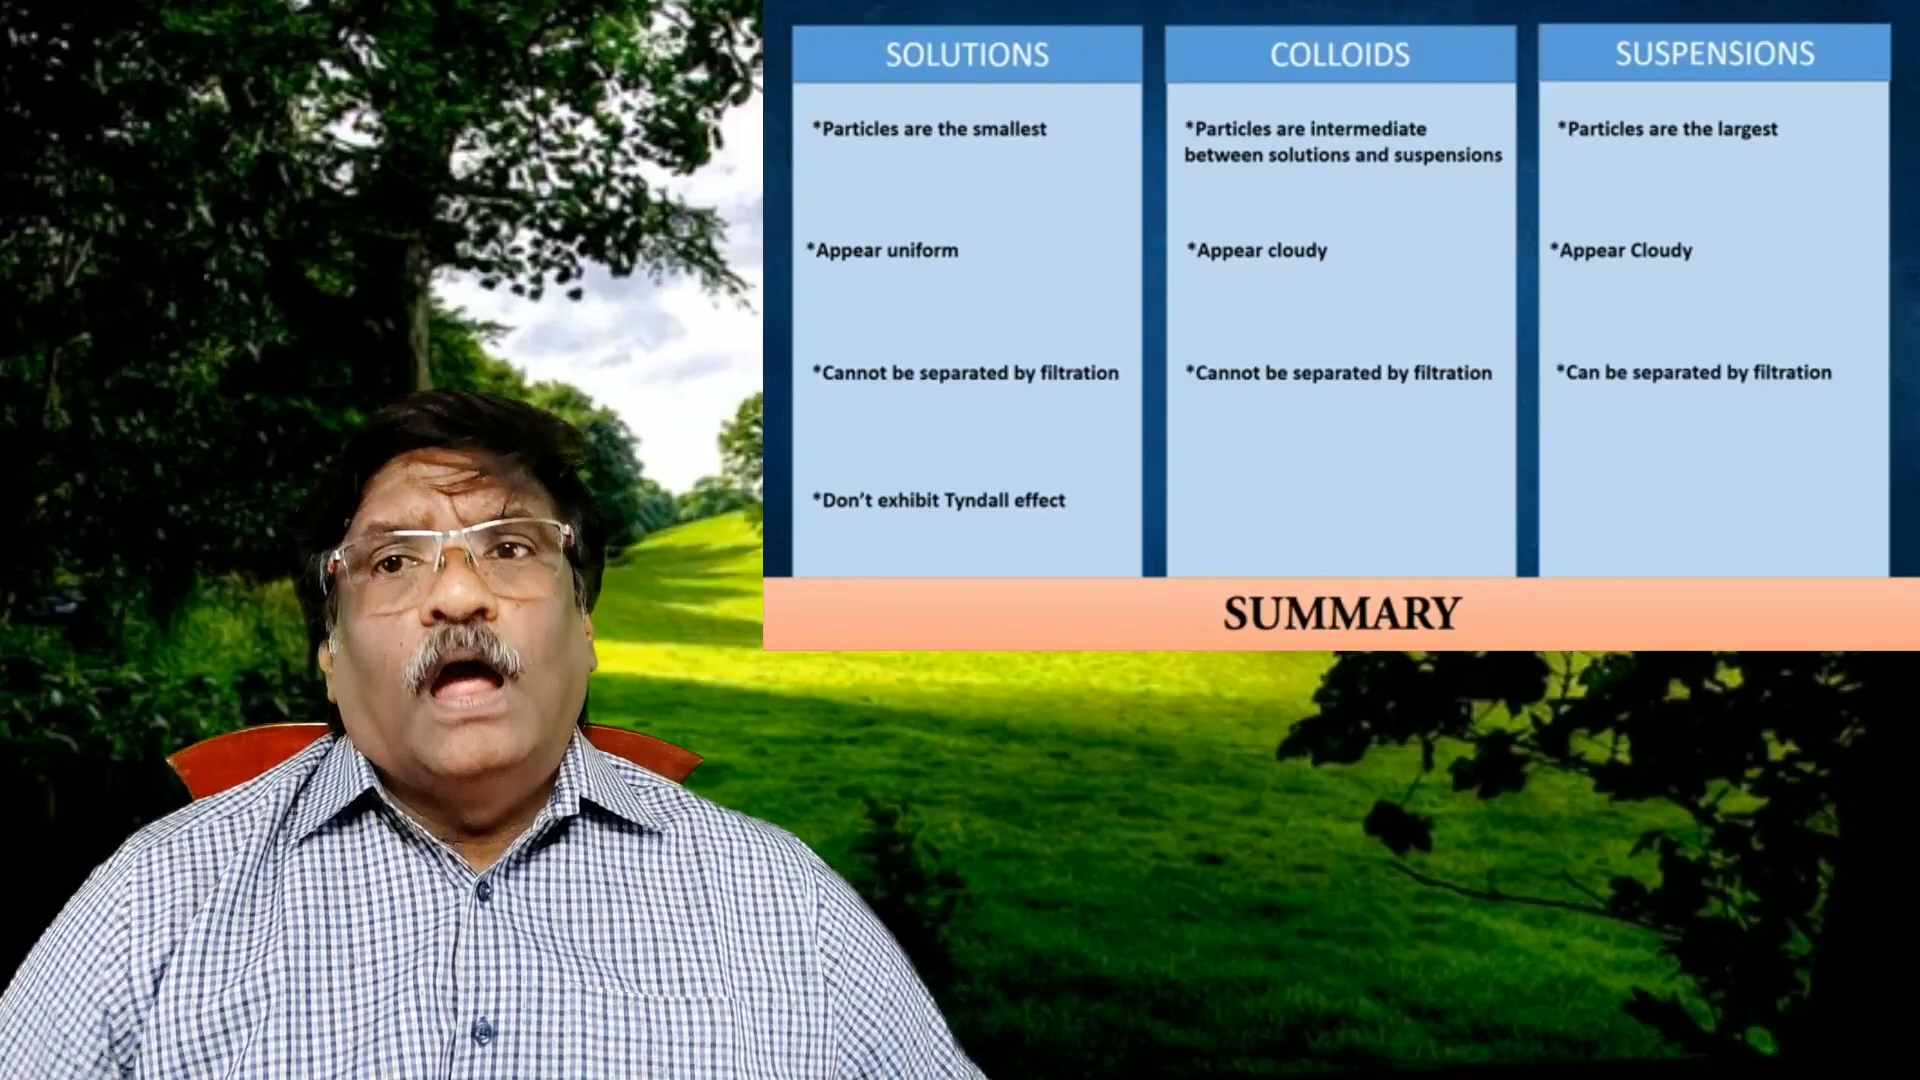 SOLUTIONS
*Particles are the smallest
*Appear uniform
*Cannot be separated by filtration
*Don’t exhibit Tyndall effect
COLLOIDS
*Particles are intermediate
between solutions and suspensions
*Appear cloudy
*Cannot be separated by filtration
SUSPENSIONS
*Particles are the largest
*Appear Cloudy
*Can be separated by filtration
SUMMARY